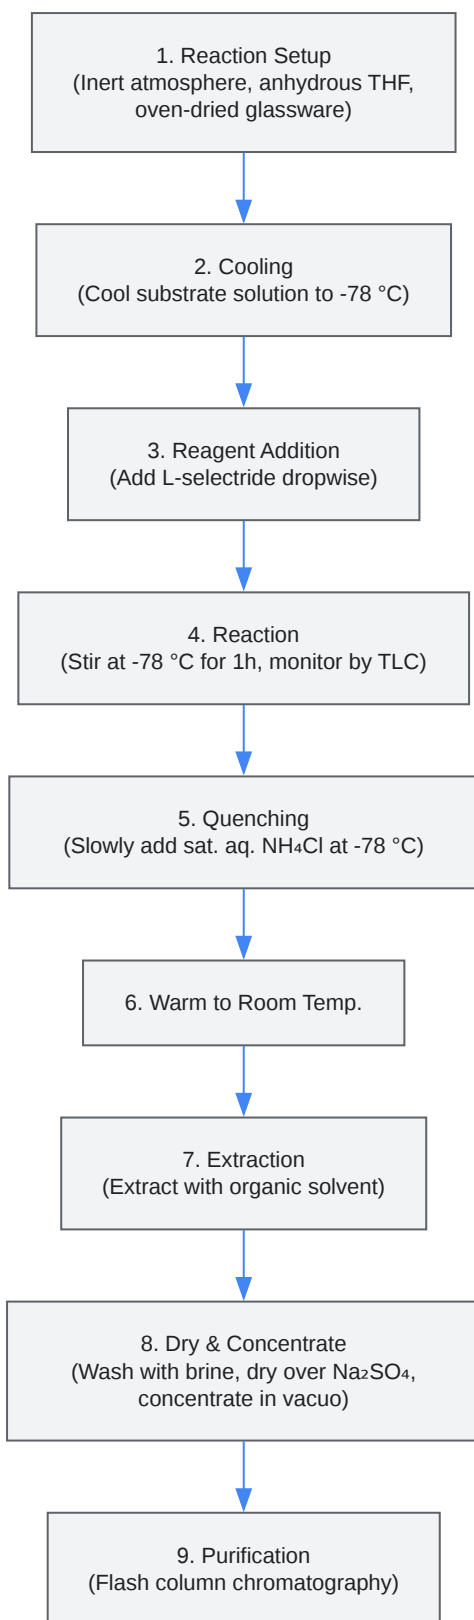 1. Reaction Setup
(Inert atmosphere, anhydrous THF,
oven-dried glassware)
2. Cooling
(Cool substrate solution to -78 °C)
3. Reagent Addition
(Add L-selectride dropwise)
4. Reaction
(Stir at -78 °C for 1h, monitor by TLC)
5. Quenching
(Slowly add sat. aq. NH₄Cl at -78 °C)
6. Warm to Room Temp.
7. Extraction
(Extract with organic solvent)
8. Dry & Concentrate
(Wash with brine, dry over Na₂SO₄,
concentrate in vacuo)
9. Purification
(Flash column chromatography)